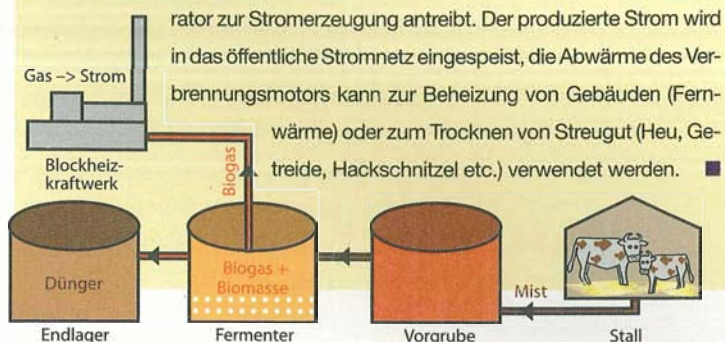 rator zur Stromerzeugung antreibt. Der produzierte Strom wird
in das öffentliche Stromnetz eingespeist, die Abwärme des Ver-
brennungsmotors kann zur Beheizung von Gebäuden (Fern-
wärme) oder zum Trocknen von Streugut (Heu, Ge-
treide, Hackschnitzel etc.) verwendet werden.
Gas –> Strom
Blockheiz-
kraftwerk
Biogas
Dünger
Endlager
Biogas +
Biomasse
Fermenter
Vorgrube
Mist
Stall